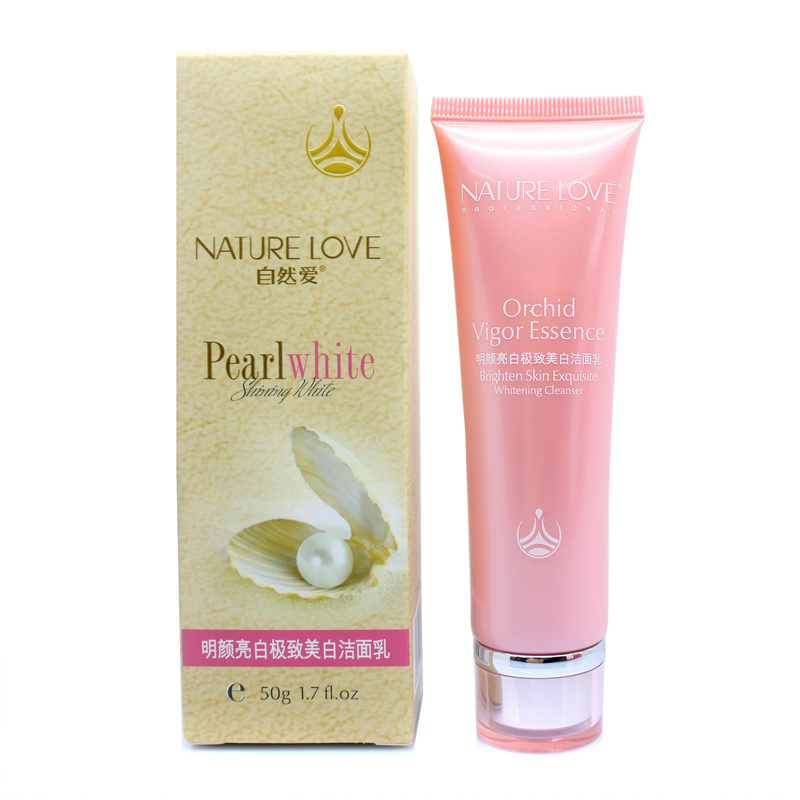 NATURE LOVE
自然爱®
Pearlwhite
Shining White
明颜亮白极致美白洁面乳
e 50g 1.7 fl.oz
NATURE LOVE®
PROFESSIONAL
Orchid
Vigor Essence
明颜亮白极致美白洁面乳
Brighten Skin Exquisite
Whitening Cleanser